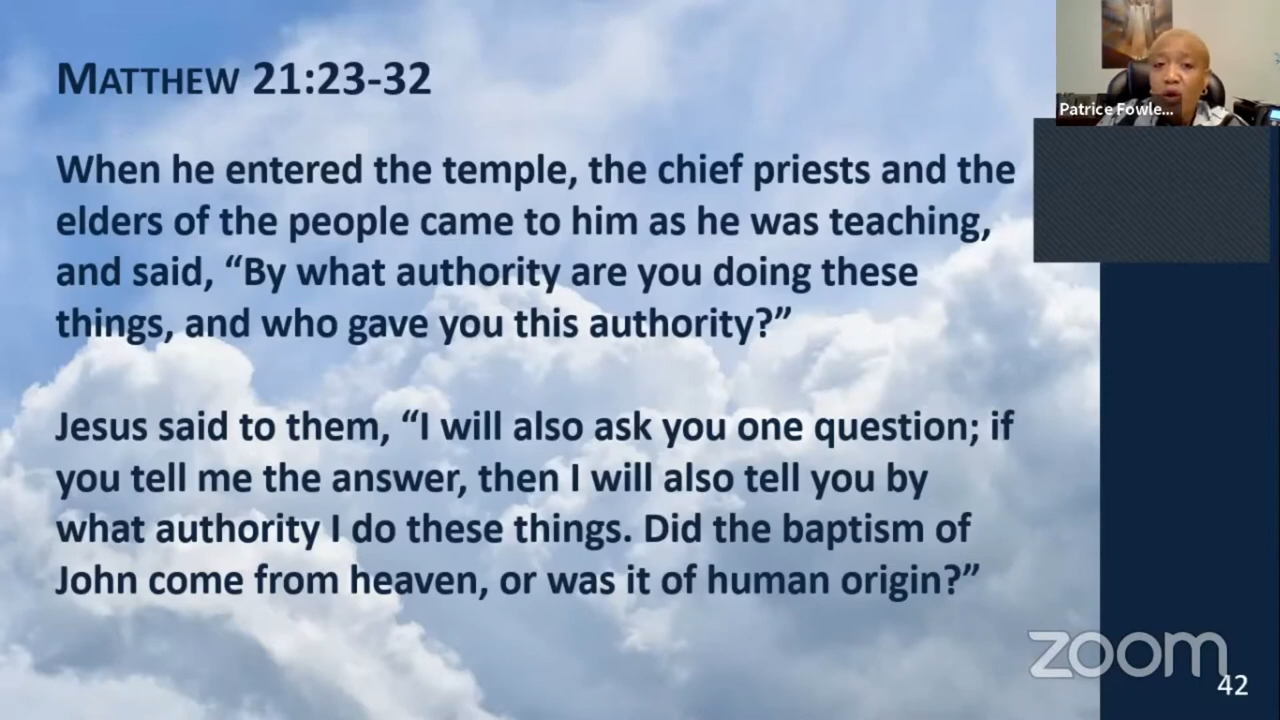 MATTHEW 21:23-32
Patrice Fowle...
When he entered the temple, the chief priests and the
elders of the people came to him as he was teaching,
and said, “By what authority are you doing these
things, and who gave you this authority?”
Jesus said to them, “I will also ask you one question; if
you tell me the answer, then I will also tell you by
what authority I do these things. Did the baptism of
John come from heaven, or was it of human origin?”
zoom
42